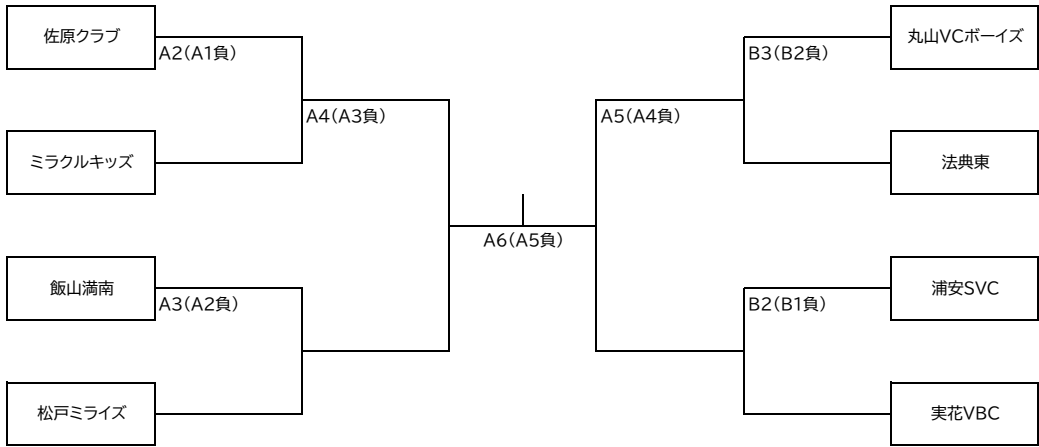 佐原クラブ
A2(A1負)
ミラクルキッズ
A4(A3負)
飯山満南
A3(A2負)
松戸ミライズ
A6(A5負)
丸山VCボーイズ
B3(B2負)
法典東
A5(A4負)
浦安SVC
B2(B1負)
実花VBC